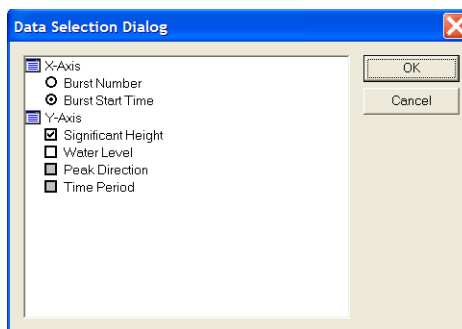 Data Selection Dialog
X-Axis
Burst Number
Burst Start Time
Y-Axis
Significant Height
Water Level
Peak Direction
Time Period
OK
Cancel